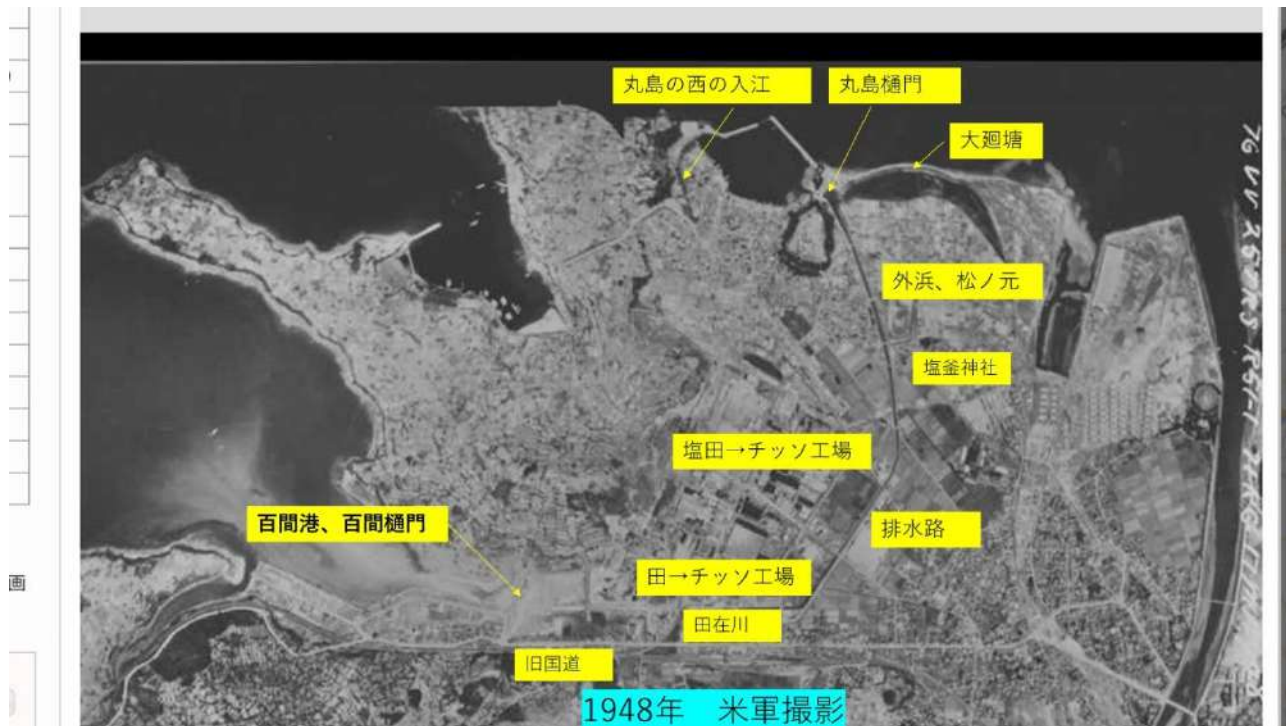 丸島の西の入江
丸島樋門
大廻塘
外浜、松ノ元
塩釜神社
塩田→チッソ工場
百間港、百間樋門
排水路
田→チッソ工場
田在川
旧国道
1948年 米軍撮影
画